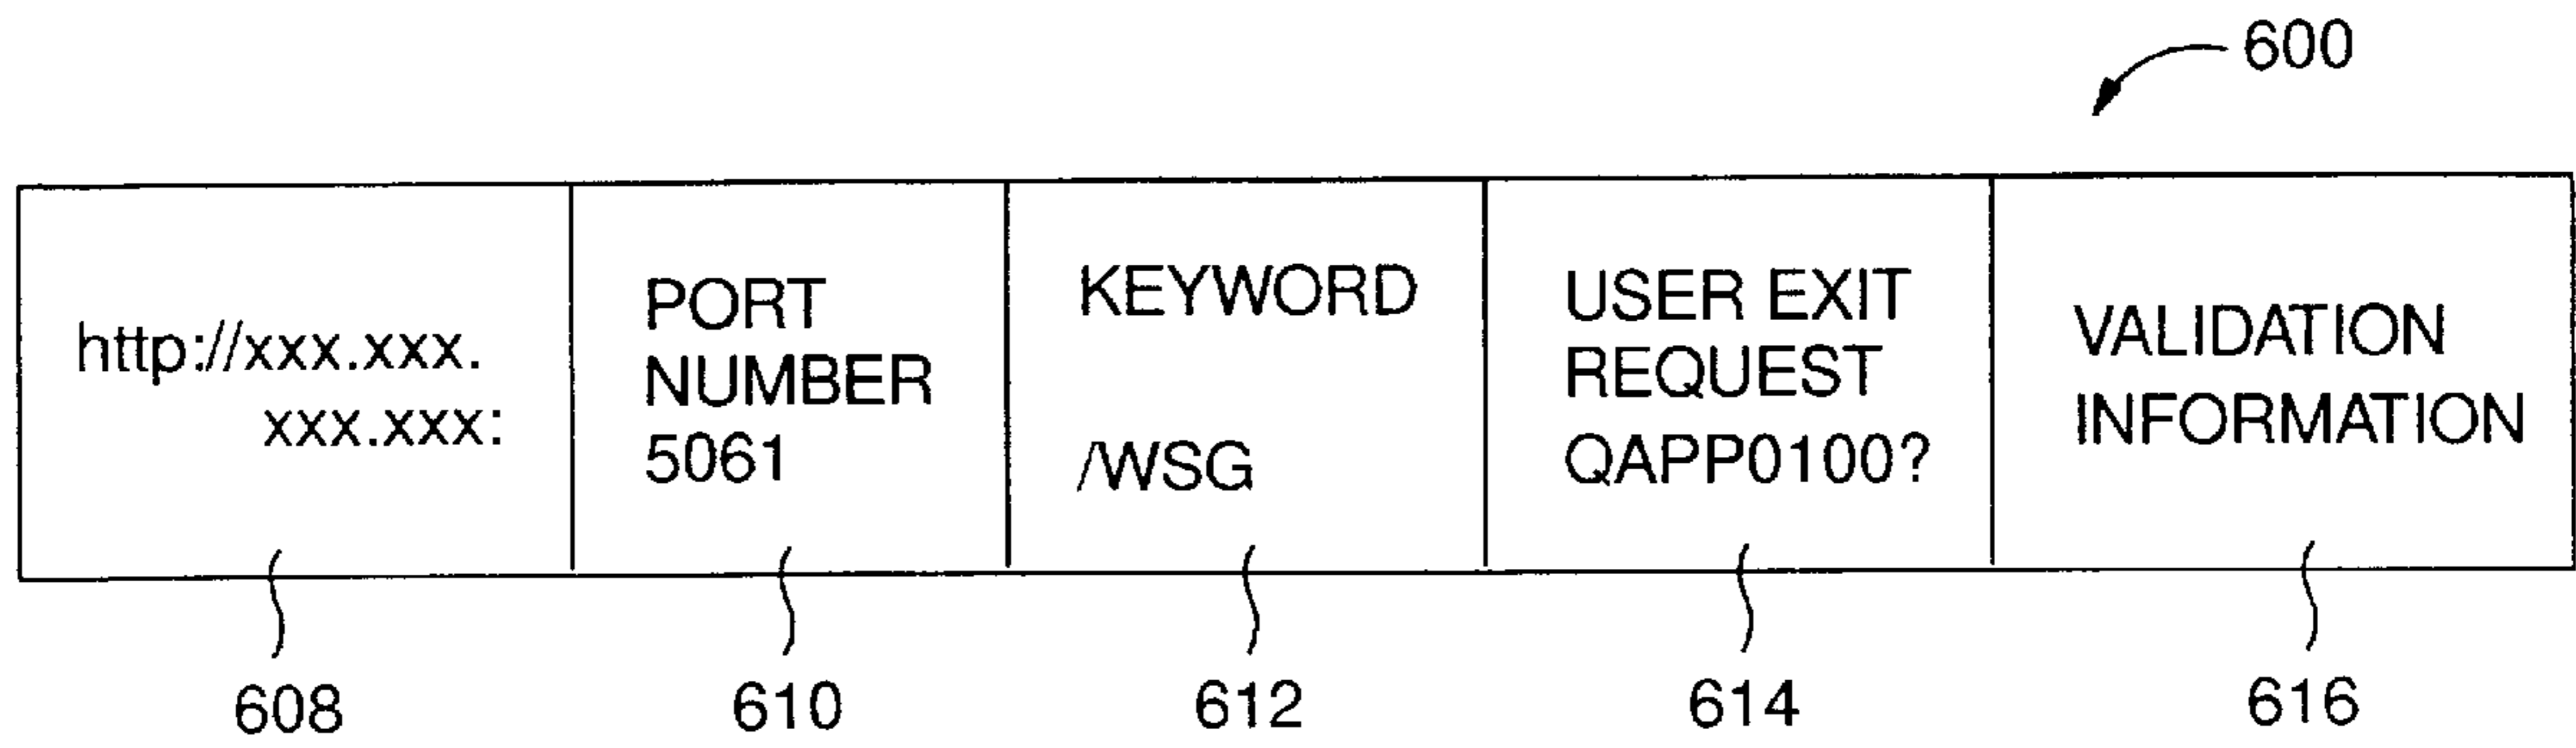 600
http://xxx.xxx.
xxx.xxx:
PORT
NUMBER
5061
KEYWORD
/WSG
USER EXIT
REQUEST
QAPP0100?
VALIDATION
INFORMATION
608
610
612
614
616